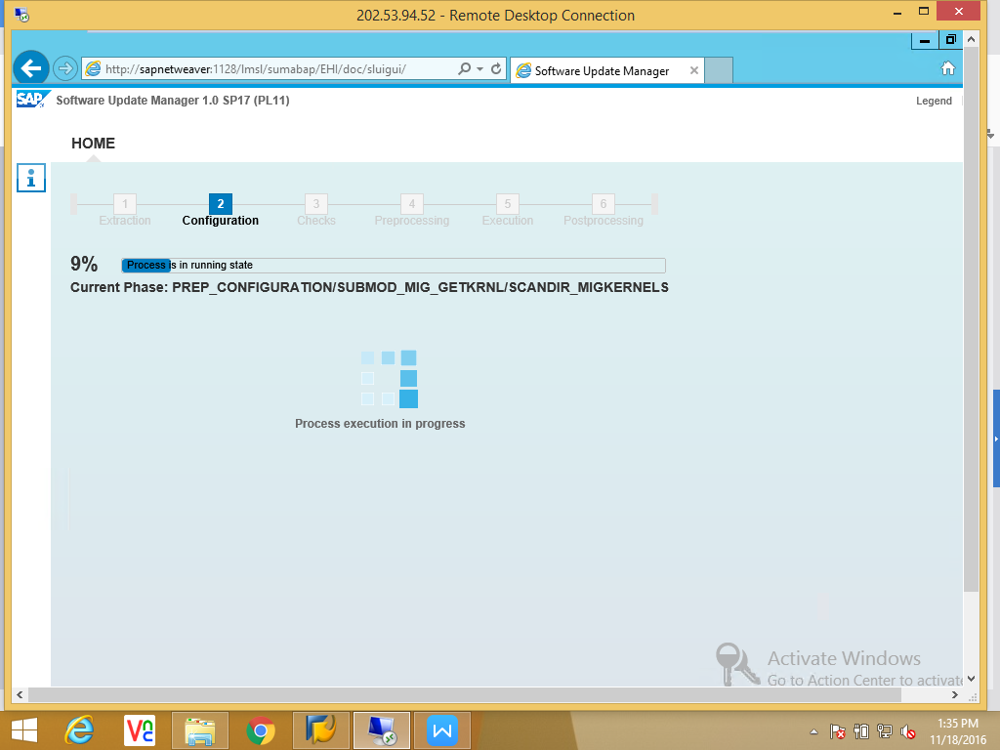 202.53.94.52 - Remote Desktop Connection
http://sapnetweaver:1128/lmsl/sumabap/EHI/doc/sluigui/
Software Update Manager
SAP Software Update Manager 1.0 SP17 (PL11)
Legend
HOME
1 2 3 4 5 6
Extraction Configuration Checks Preprocessing Execution Postprocessing
9% Process is in running state
Current Phase: PREP_CONFIGURATION/SUBMOD_MIG_GETKRNL/SCANDIR_MIGKERNELS
Process execution in progress
Activate Windows
Go to Action Center to activate
VNC
W
1:35 PM
11/18/2016